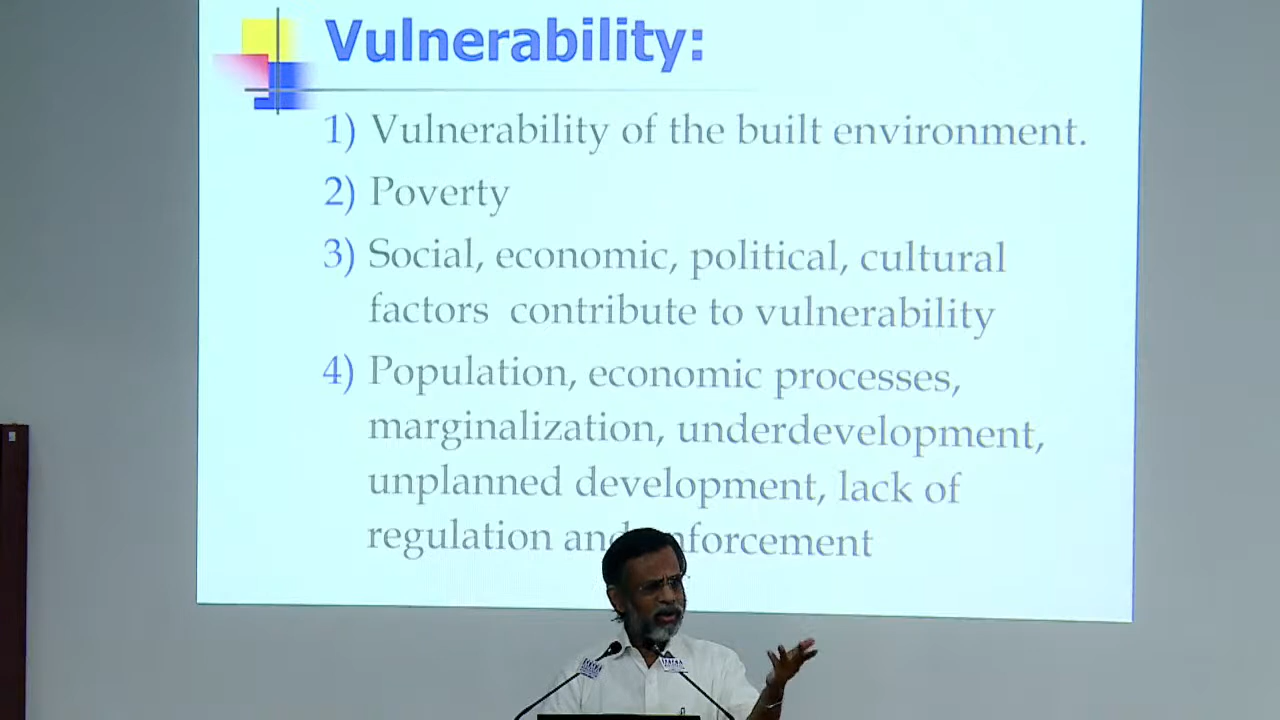 Vulnerability:
1) Vulnerability of the built environment.
2) Poverty
3) Social, economic, political, cultural
factors contribute to vulnerability
4) Population, economic processes,
marginalization, underdevelopment,
unplanned development, lack of
regulation and nforcement